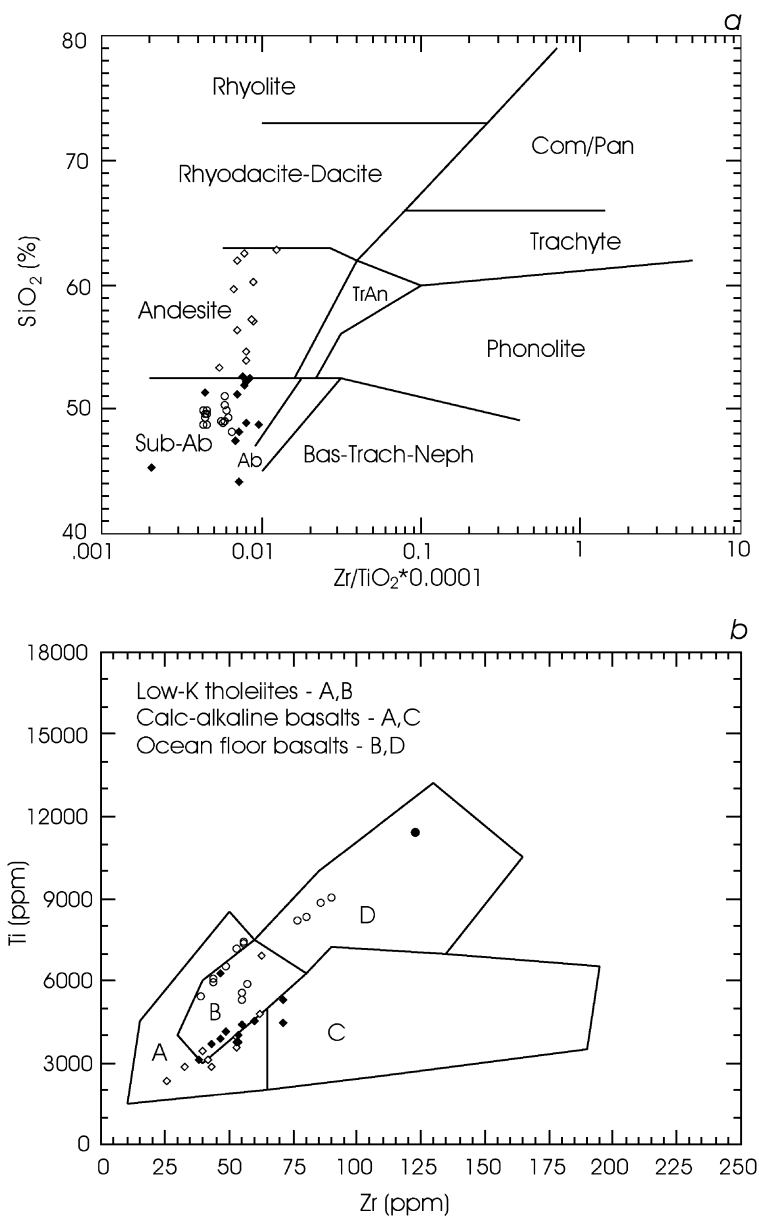 a
80
Rhyolite
Com/Pan
70
Rhyodacite-Dacite
Trachyte
SiO2 (%)
60
TrAn
Andesite
Phonolite
50
Sub-Ab
Ab
Bas-Trach-Neph
40
.001
0.01
0.1
1
10
Zr/TiO2*0.0001
b
18000
Low-K tholeiites - A,B
Calc-alkaline basalts - A,C
15000
Ocean floor basalts - B,D
12000
Ti (ppm)
9000
D
6000
B
C
A
3000
0
0
25
50
75
100
125
150
175
200
225
250
Zr (ppm)